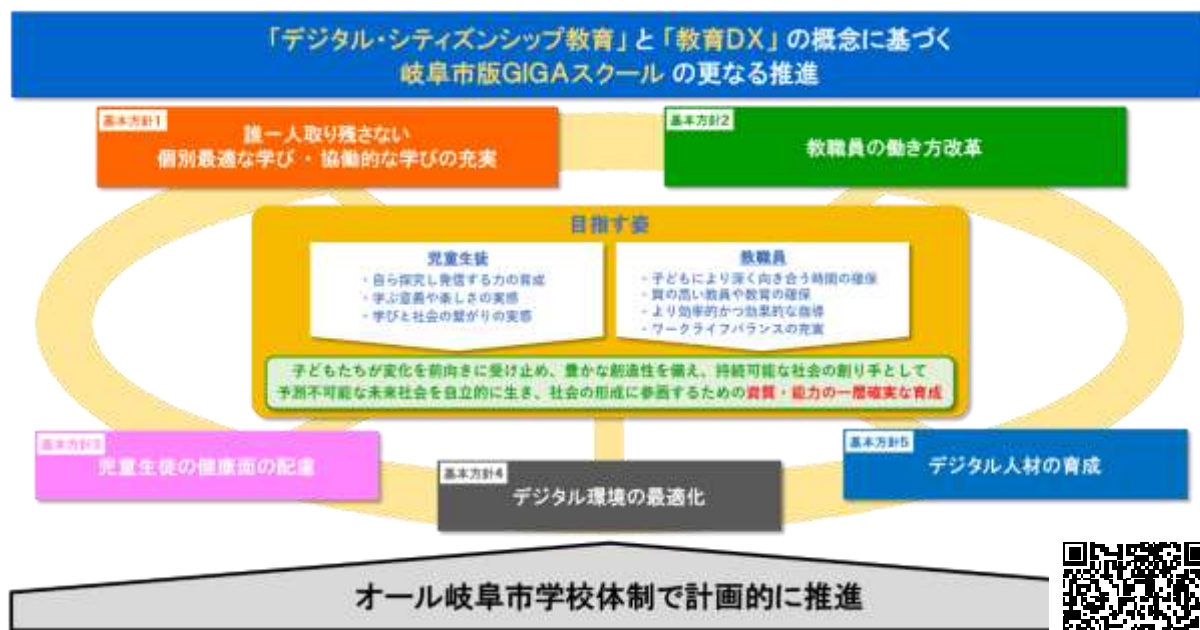 「デジタル・シティズンシップ教育」と「教育DX」の概念に基づく
岐阜市版GIGAスクール の更なる推進
基本方針1
誰一人取り残さない
個別最適な学び・協働的な学びの充実
基本方針2
教職員の働き方改革
目指す姿
児童生徒
・自ら探究し発信する力の育成
・学ぶ意義や楽しさの実感
・学びと社会の繋がりの実感
教職員
・子どもにより深く向き合う時間の確保
・質の高い教員や教育の確保
・より効率的かつ効果的な指導
・ワークライフバランスの充実
子どもたちが変化を前向きに受け止め、豊かな創造性を備え、持続可能な社会の創り手として
予測不可能な未来社会を自立的に生き、社会の形成に参画するための資質・能力の一層確実な育成
基本方針3
児童生徒の健康面の配慮
基本方針4
デジタル環境の最適化
基本方針5
デジタル人材の育成
オール岐阜市学校体制で計画的に推進